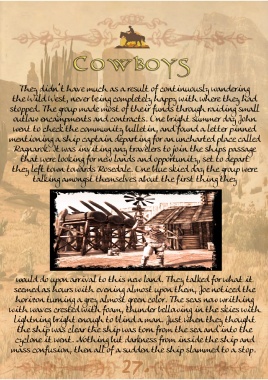 Cowboys
They didn't have much as a result of continuously wandering
the Wild West, never being completely happy with where they had
stopped. The group made most of their funds through raiding small
outlaw encampments and contracts. One bright summer day, John
went to check the community bulletin, and found a letter pinned
mentioning a ship captain departing for an uncharted place called
Ragnarok. It was inviting any travelers to join the ships passage
that were looking for new lands and opportunity, set to depart
they left town towards Rosedale. One blue skied day the group were
talking amongst themselves about the first thing they
would do upon arrival to this new land. They talked for what it
seemed as hours with evening almost upon them, Joe noticed the
horizon turning a grey almost green color. The seas now writhing
with waves crested with foam, thunder bellowing in the skies with
lightning bright enough to blind a man. Just when they thought
the ship was clear the ship was torn from the sea and into the
cyclone it went. Nothing but darkness from inside the ship and
mass confusion, then all of a sudden the ship slammed to a stop.
27